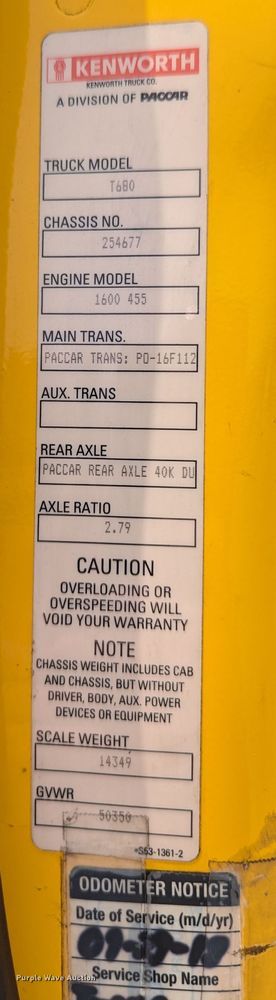 KENWORTH
KENWORTH TRUCK CO.
A DIVISION OF PACCAR
TRUCK MODEL
T680
CHASSIS NO.
254677
ENGINE MODEL
1600 455
MAIN TRANS.
PACCAR TRANS: PO-16F112
AUX. TRANS
REAR AXLE
PACCAR REAR AXLE 40K DU
AXLE RATIO
2.79
CAUTION
OVERLOADING OR
OVERSPEEDING WILL
VOID YOUR WARRANTY
NOTE
CHASSIS WEIGHT INCLUDES CAB
AND CHASSIS, BUT WITHOUT
DRIVER, BODY, AUX. POWER
DEVICES OR EQUIPMENT
SCALE WEIGHT
14349
GVWR
50350
*S53-1361-2
ODOMETER NOTICE
Date of Service (m/d/yr)
Service Shop Name
Purple Wave Auction